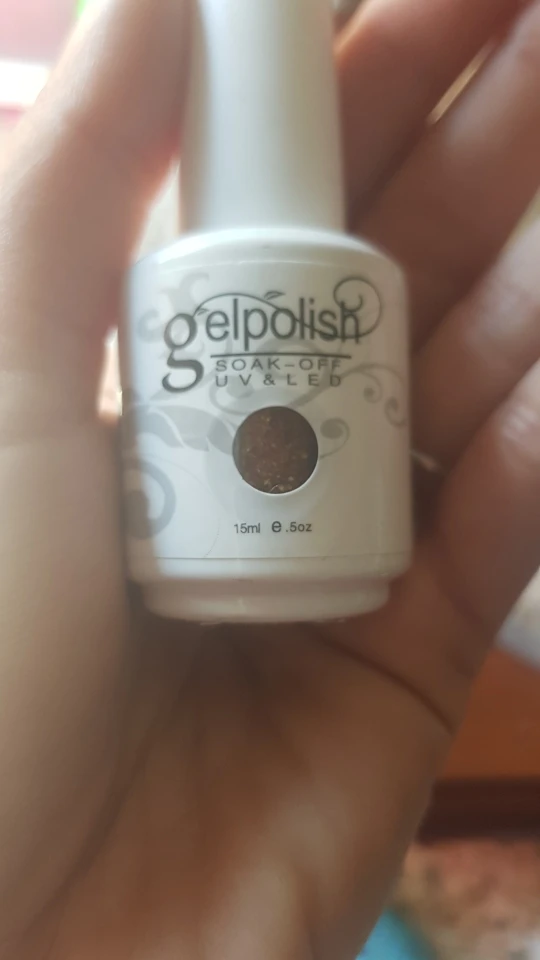 gelpolish
SOAK-OFF
UV&LED
15ml e .5oz